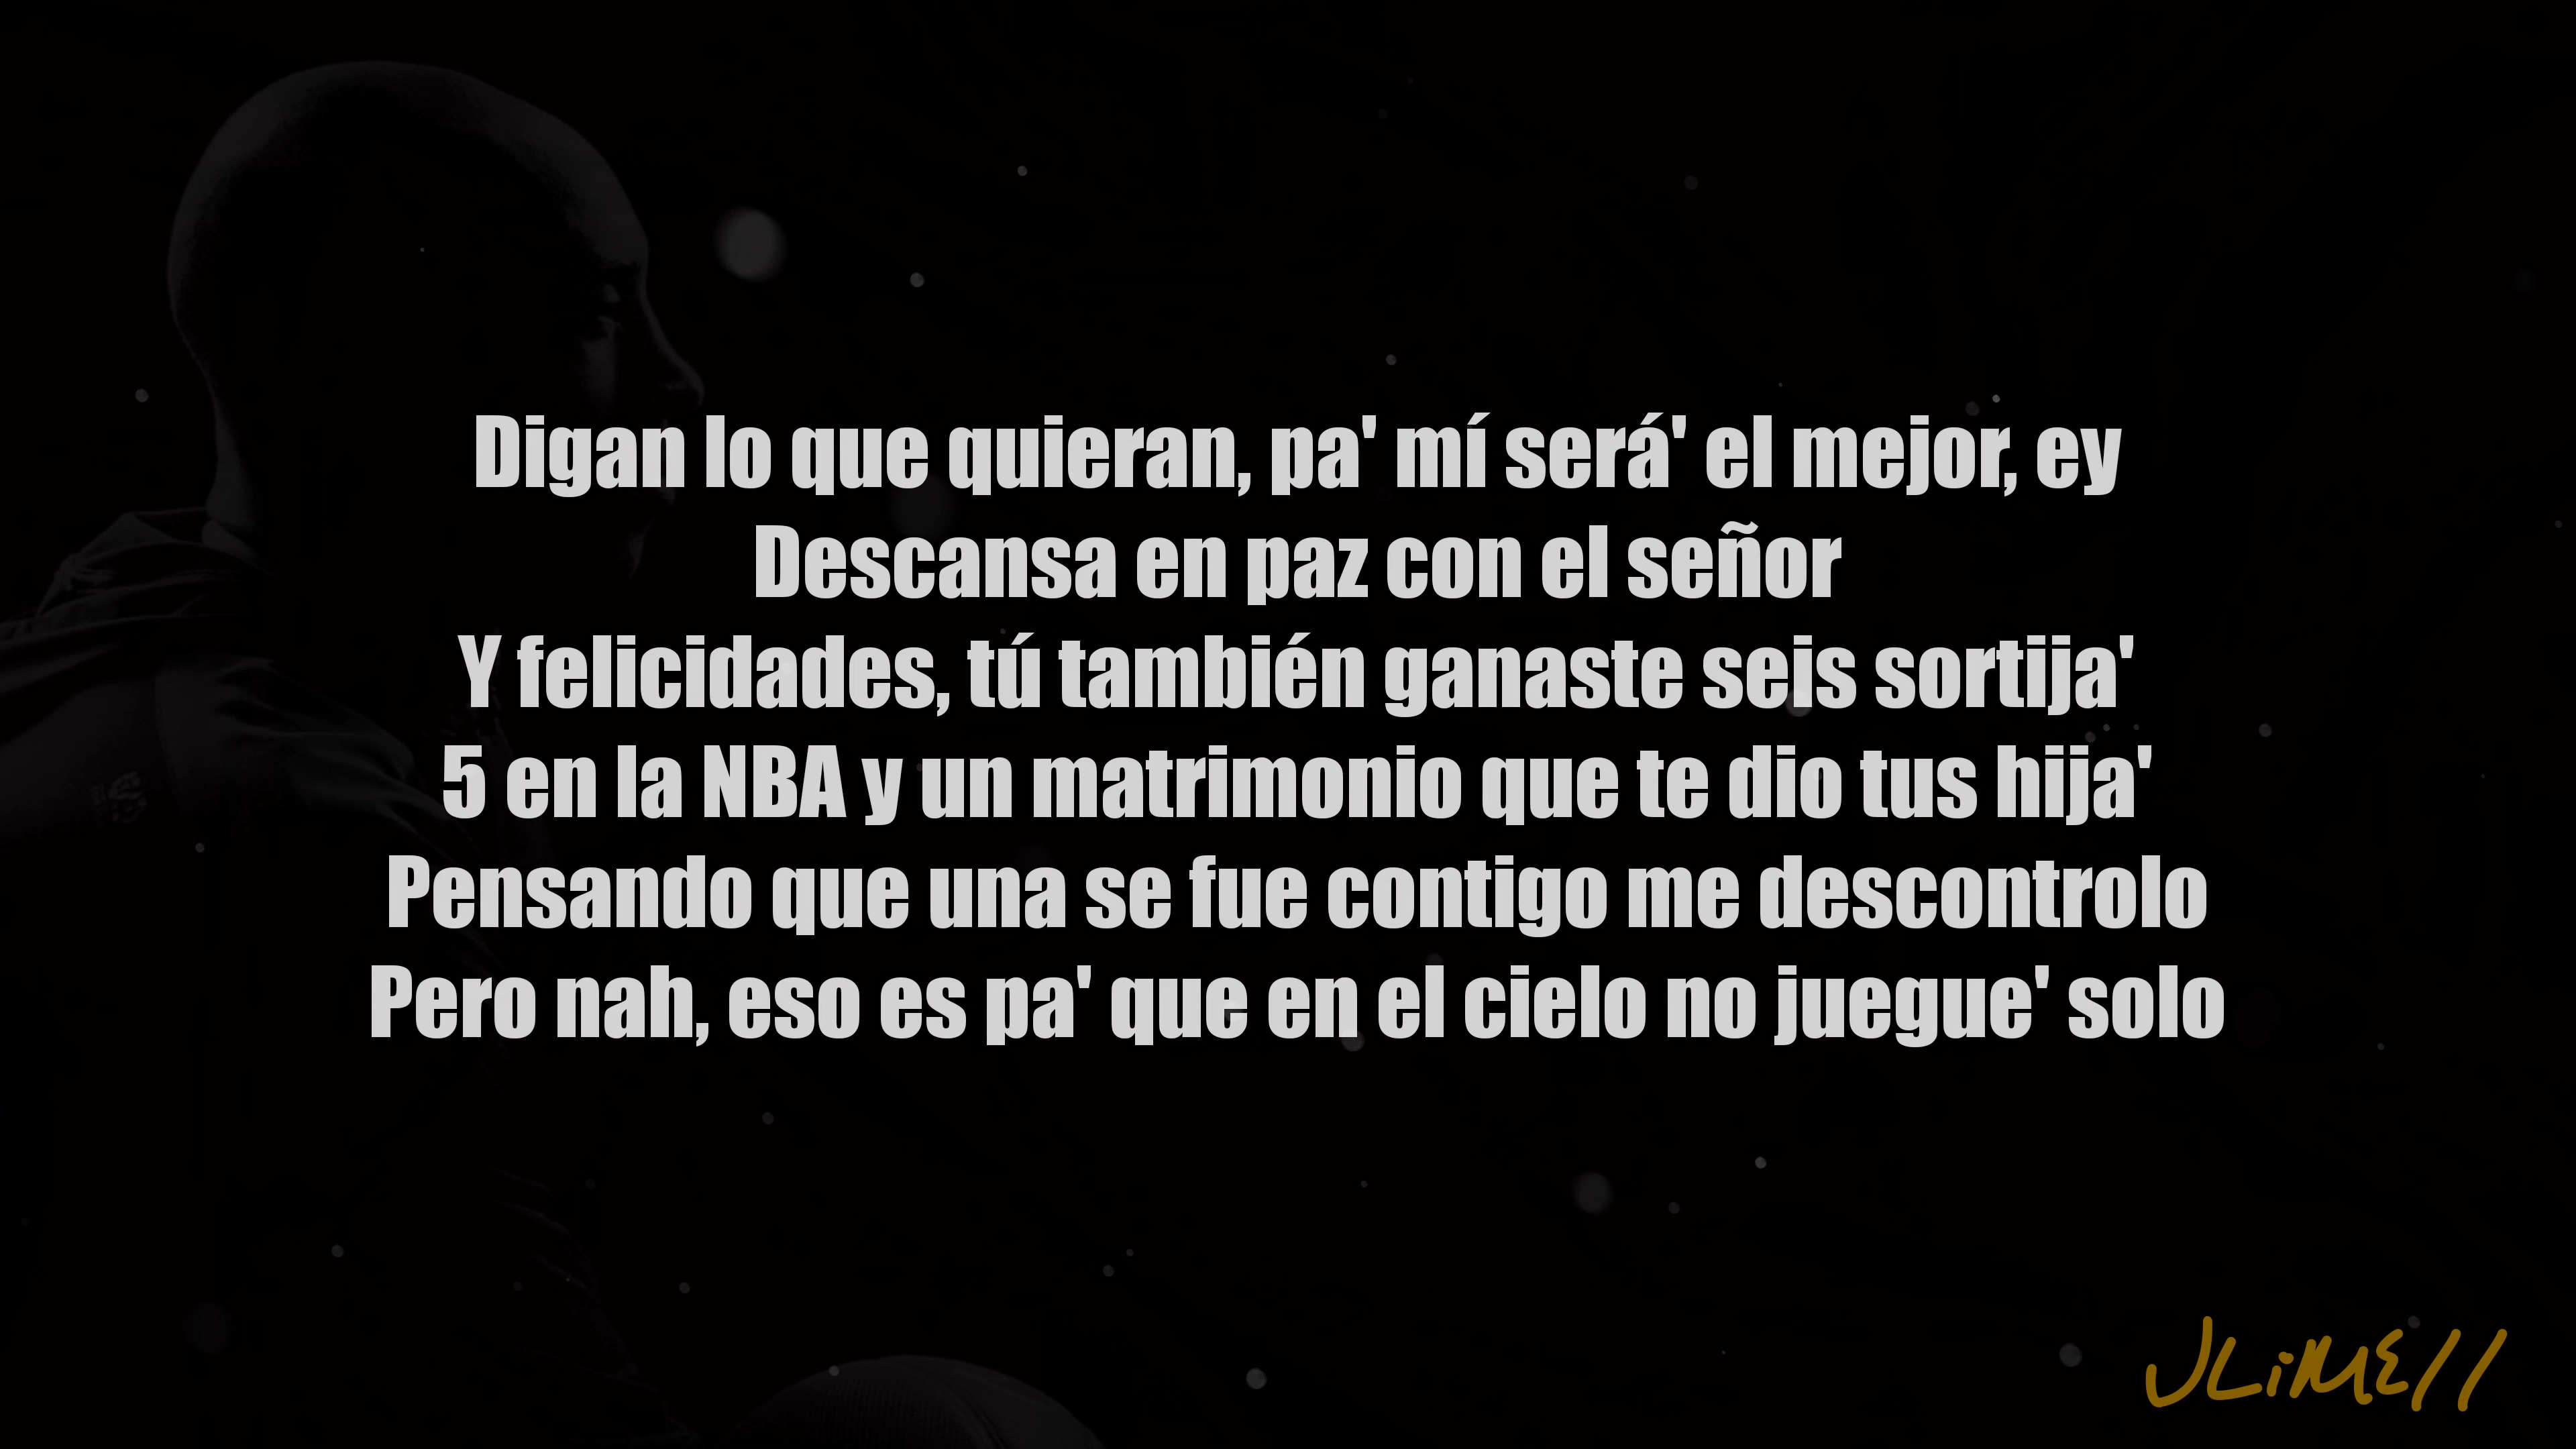 Digan lo que quieran, pa' mí será' el mejor, ey
Descansa en paz con el señor
Y felicidades, tú también ganaste seis sortija'
5 en la NBA y un matrimonio que te dio tus hija'
Pensando que una se fue contigo me descontrolo
Pero nah, eso es pa' que en el cielo no juegue' solo
JLiME//